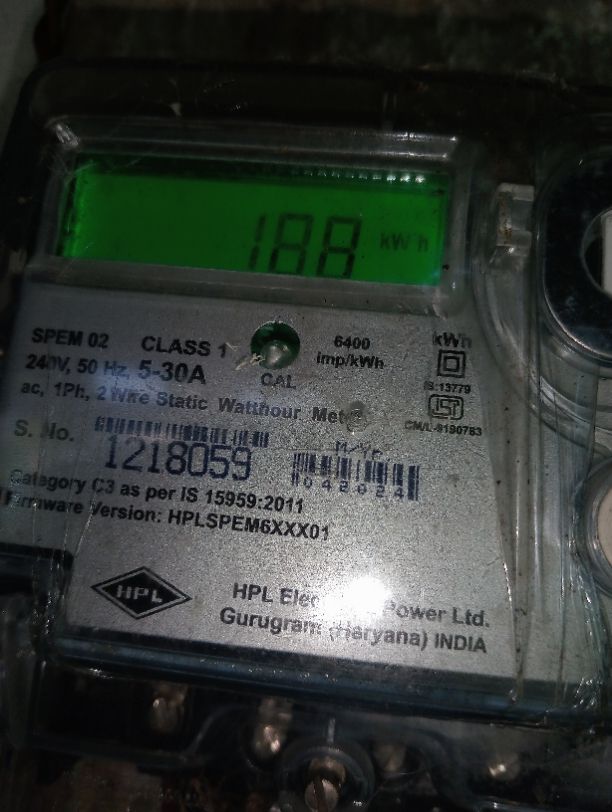 188 kWh
SPEM 02 CLASS 1 6400 kWh
240V, 50 Hz, 5-30A CAL imp/kWh
IS:13779
ac, 1Ph, 2 Wire Static Watthour Meter
CM/L-9190783
S. No. M/Yr
1218059 042024
Category C3 as per IS 15959:2011
Firmware Version: HPLSPEM6XXX01
HPL
HPL Power Ltd.
Gurugram (Haryana) INDIA